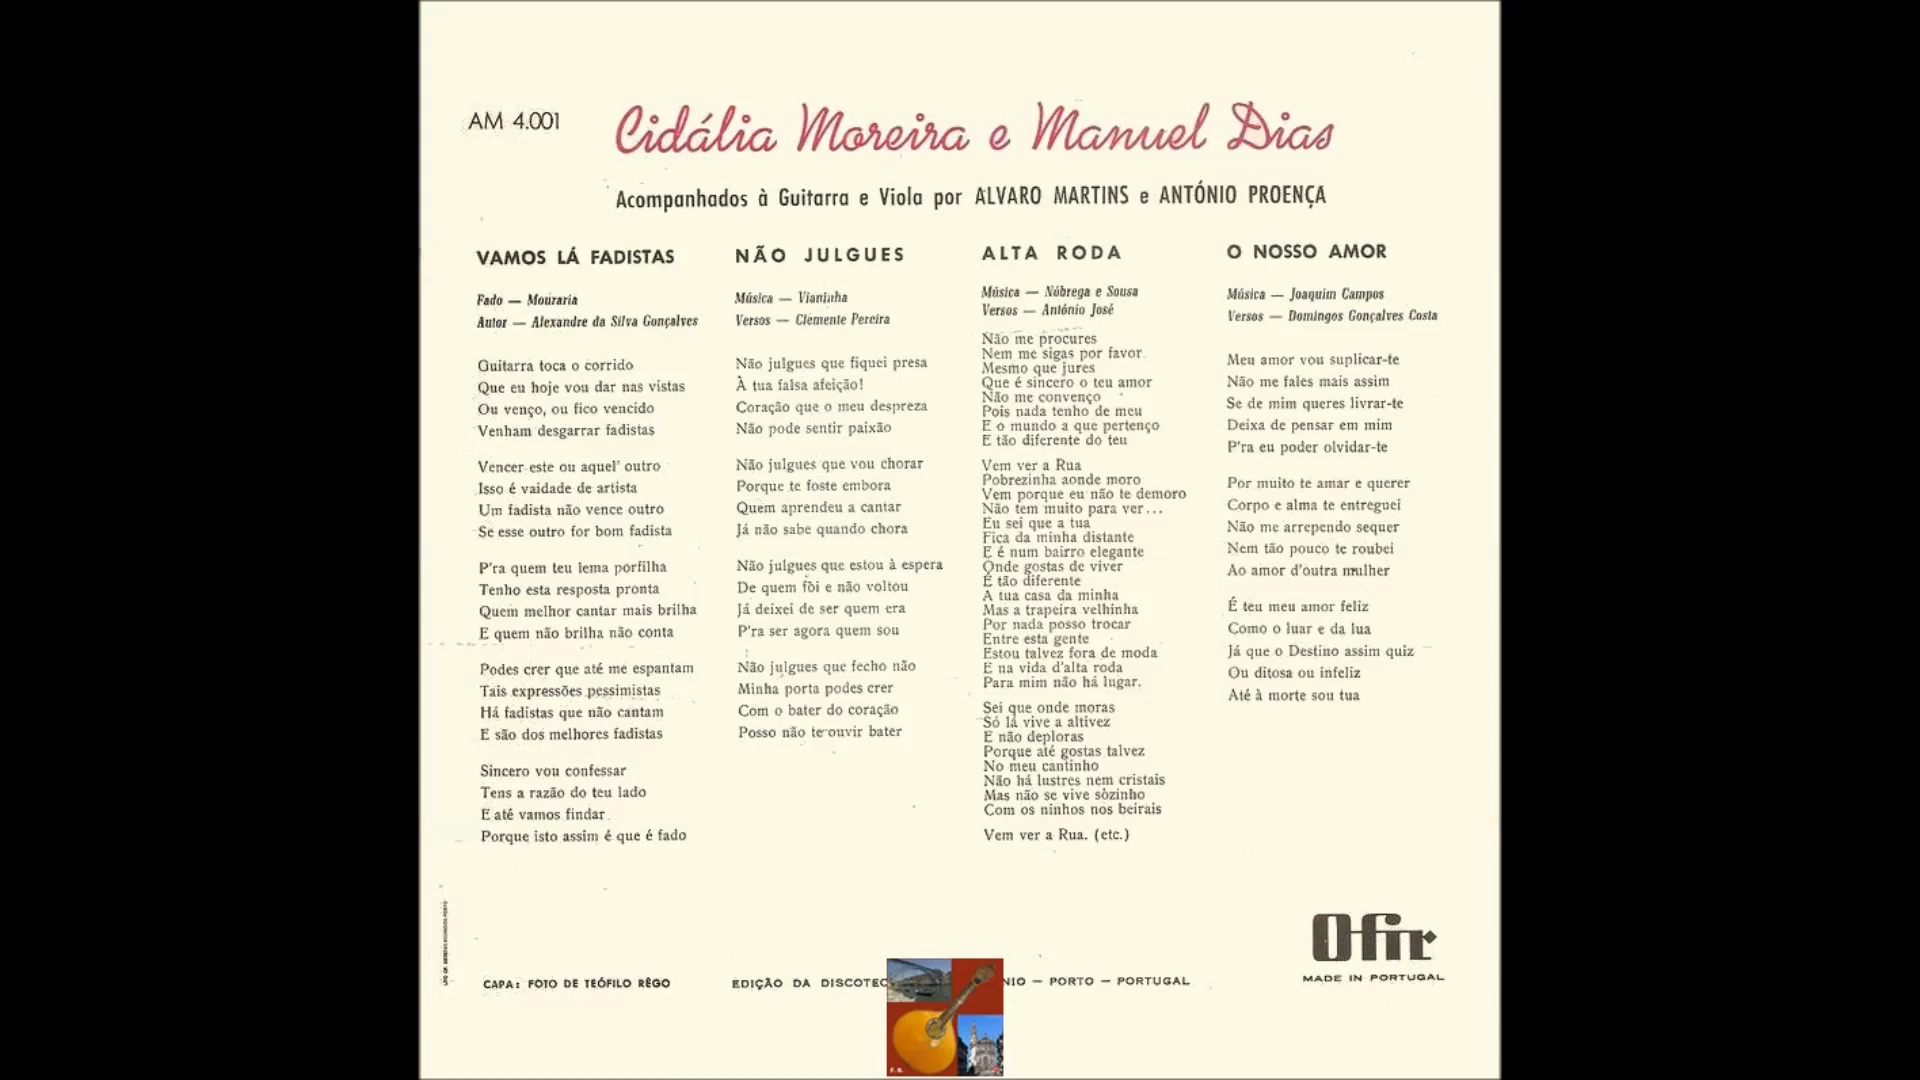 AM 4.001
Cidália Moreira e Manuel Dias
Acompanhados à Guitarra e Viola por ALVARO MARTINS e ANTÓNIO PROENÇA
VAMOS LÁ FADISTAS
Fado — Mouraria
Autor — Alexandre da Silva Gonçalves
Guitarra toca o corrido
Que eu hoje vou dar nas vistas
Ou venço, ou fico vencido
Venham desgarrar fadistas
Vencer este ou aquel' outro
Isso é vaidade de artista
Um fadista não vence outro
Se esse outro for bom fadista
P'ra quem teu lema porfilha
Tenho esta resposta pronta
Quem melhor cantar mais brilha
E quem não brilha não conta
Podes crer que até me espantam
Tais expressões pessimistas
Há fadistas que não cantam
E são dos melhores fadistas
Sincero vou confessar
Tens a razão do teu lado
E até vamos findar
Porque isto assim é que é fado
NÃO JULGUES
Música — Vianinha
Versos — Clemente Pereira
Não julgues que fiquei presa
À tua falsa afeição!
Coração que o meu despreza
Não pode sentir paixão
Não julgues que vou chorar
Porque te foste embora
Quem aprendeu a cantar
Já não sabe quando chora
Não julgues que estou à espera
De quem foi e não voltou
Já deixei de ser quem era
P'ra ser agora quem sou
Não julgues que fecho não
Minha porta podes crer
Com o bater do coração
Posso não te ouvir bater
ALTA RODA
Música — Nóbrega e Sousa
Versos — António José
Não me procures
Nem me sigas por favor.
Mesmo que jures
Que é sincero o teu amor
Não me convenço
Pois nada tenho de meu
E o mundo a que pertenço
E tão diferente do teu
Vem ver a Rua
Pobrezinha aonde moro
Vem porque eu não te demoro
Não tem muito para ver...
Eu sei que a tua
Fica da minha distante
E é num bairro elegante
Onde gostas de viver
É tão diferente
A tua casa da minha
Mas a trapeira velhinha
Por nada posso trocar
Entre esta gente
Estou talvez fora de moda
E na vida d'alta roda
Para mim não há lugar.
Sei que onde moras
Só lá vive a altivez
E não deploras
Porque até gostas talvez
No meu cantinho
Não há lustres nem cristais
Mas não se vive sòzinho
Com os ninhos nos beirais
Vem ver a Rua. (etc.)
O NOSSO AMOR
Música — Joaquim Campos
Versos — Domingos Gonçalves Costa
Meu amor vou suplicar-te
Não me fales mais assim
Se de mim queres livrar-te
Deixa de pensar em mim
P'ra eu poder olvidar-te
Por muito te amar e querer
Corpo e alma te entreguei
Não me arrependo sequer
Nem tão pouco te roubei
Ao amor d'outra mulher
É teu meu amor feliz
Como o luar e da lua
Já que o Destino assim quiz
Ou ditosa ou infeliz
Até à morte sou tua
CAPA: FOTO DE TEÓFILO RÊGO
EDIÇÃO DA DISCOTEC NIO — PORTO — PORTUGAL
Ofir
MADE IN PORTUGAL